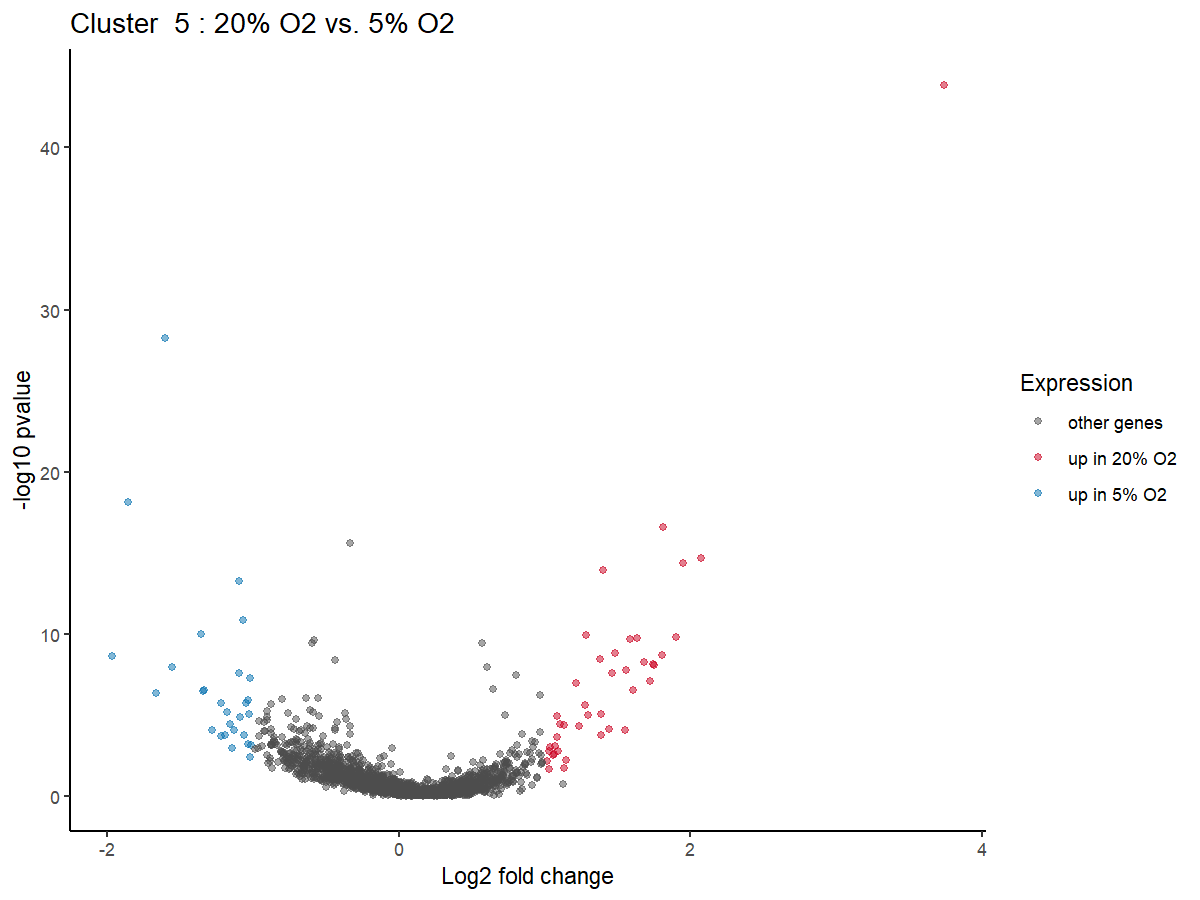 Cluster  5 : 20% O2 vs. 5% O2
40
30
20
10
0
-log10 pvalue
-2
0
2
4
Log2 fold change
Expression
other genes
up in 20% O2
up in 5% O2